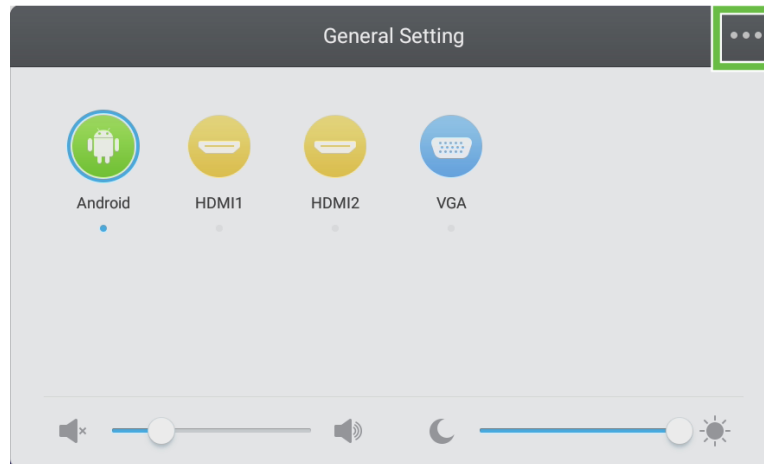 General Setting
Android
HDMI1
HDMI2
VGA